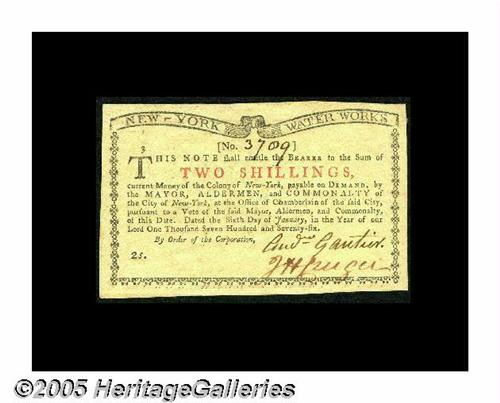 NEW-YORK WATER WORKS
[No. 3709]
THIS NOTE shall entitle the BEARER to the Sum of
TWO SHILLINGS,
current Money of the Colony of New-York, payable on DEMAND, by
the MAYOR, ALDERMEN, and COMMONALTY of
the City of New-York, at the Office of Chamberlain of the said City,
pursuant to a Vote of the said Mayor, Aldermen, and Commonalty,
of this Date. Dated the Sixth Day of January, in the Year of our
Lord One Thousand Seven Hundred and Seventy-six.
By Order of the Corporation,
Andw Gautier.
2s.
JHCruger
©2005 HeritageGalleries